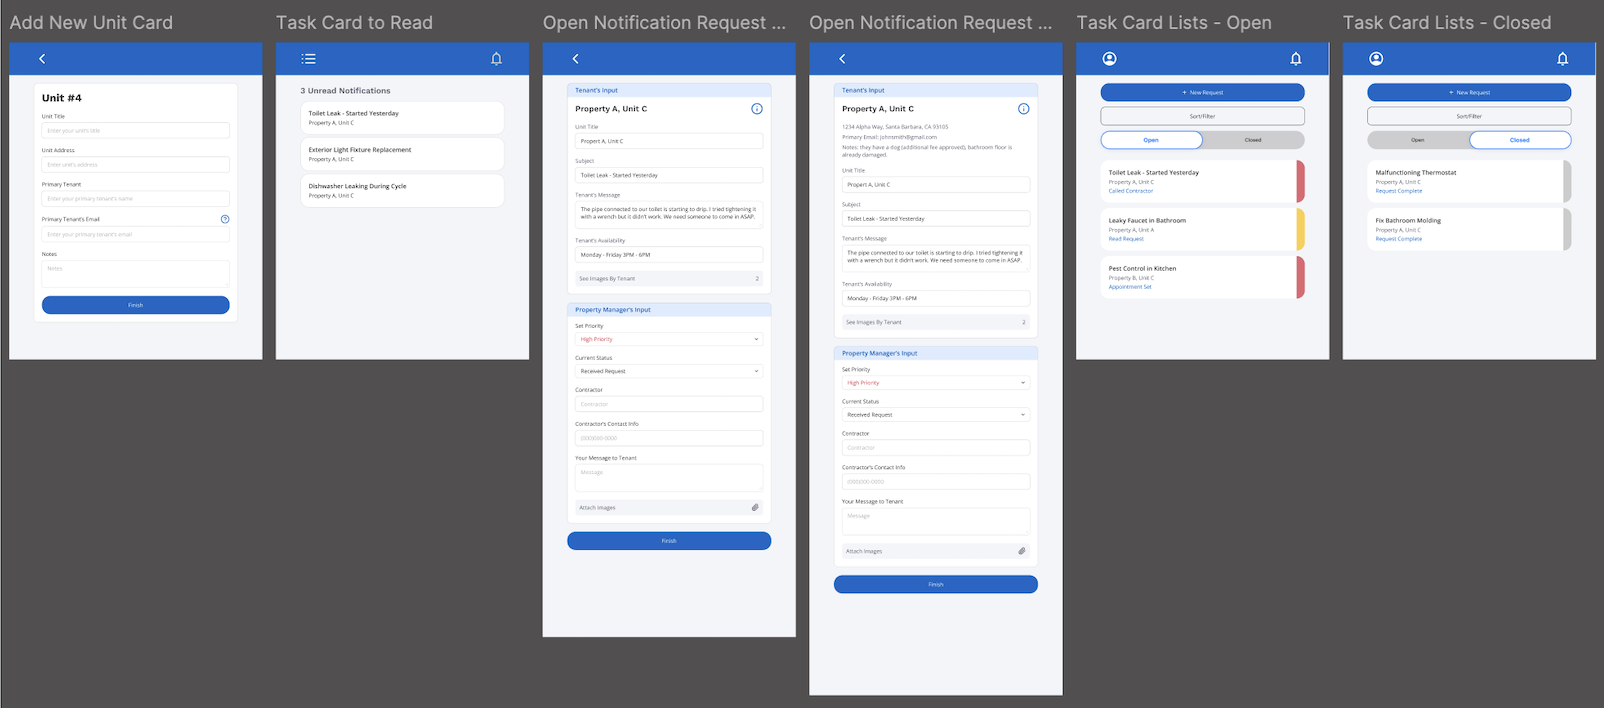 Add New Unit Card
Unit #4
Unit Title
Enter your unit's title
Unit Address
Enter unit's address
Primary Tenant
Enter your primary tenant's name
Primary Tenant's Email
Enter your primary tenant's email
Notes
Notes
Finish
Task Card to Read
3 Unread Notifications
Toilet Leak - Started Yesterday
Property A, Unit C
Exterior Light Fixture Replacement
Property A, Unit C
Dishwasher Leaking During Cycle
Property A, Unit C
Open Notification Request ...
Tenant's Input
Property A, Unit C
Unit Title
Propert A, Unit C
Subject
Toilet Leak - Started Yesterday
Tenant's Message
The pipe connected to our toilet is starting to drip. I tried tightening it
with a wrench but it didn't work. We need someone to come in ASAP.
Tenant's Availability
Monday - Friday 3PM - 6PM
See Images By Tenant 2
Property Manager's Input
Set Priority
High Priority
Current Status
Received Request
Contractor
Contractor
Contractor's Contact Info
(000)000-0000
Your Message to Tenant
Message
Attach Images
Finish
Open Notification Request ...
Tenant's Input
Property A, Unit C
1234 Alpha Way, Santa Barbara, CA 93105
Primary Email: johnsmith@gmail.com
Notes: they have a dog (additional fee approved), bathroom floor is
already damaged.
Unit Title
Propert A, Unit C
Subject
Toilet Leak - Started Yesterday
Tenant's Message
The pipe connected to our toilet is starting to drip. I tried tightening it
with a wrench but it didn't work. We need someone to come in ASAP.
Tenant's Availability
Monday - Friday 3PM - 6PM
See Images By Tenant 2
Property Manager's Input
Set Priority
High Priority
Current Status
Received Request
Contractor
Contractor
Contractor's Contact Info
(000)000-0000
Your Message to Tenant
Message
Attach Images
Finish
Task Card Lists - Open
+ New Request
Sort/Filter
Open Closed
Toilet Leak - Started Yesterday
Property A, Unit C
Called Contractor
Leaky Faucet in Bathroom
Property A, Unit A
Read Request
Pest Control in Kitchen
Property B, Unit C
Appointment Set
Task Card Lists - Closed
+ New Request
Sort/Filter
Open Closed
Malfunctioning Thermostat
Property A, Unit C
Request Complete
Fix Bathroom Molding
Property A, Unit C
Request Complete